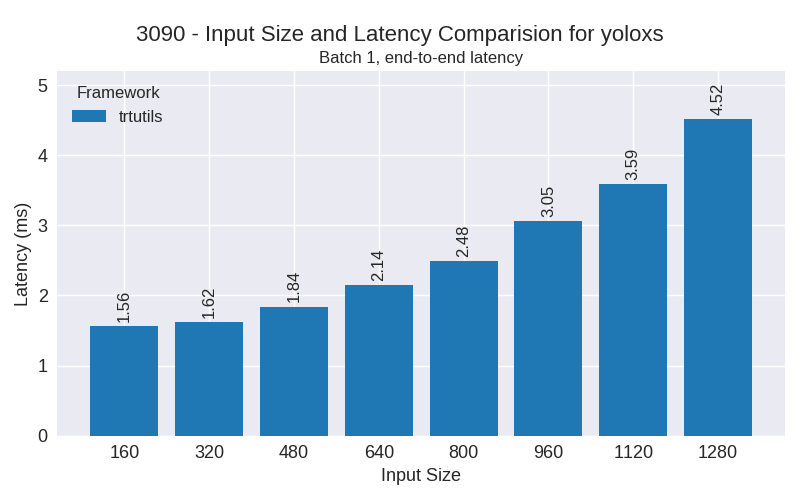 3090 - Input Size and Latency Comparision for yoloxs
Batch 1, end-to-end latency
Framework
trtutils
Latency (ms)
5
4
3
2
1
0
1.56
1.62
1.84
2.14
2.48
3.05
3.59
4.52
160 320 480 640 800 960 1120 1280
Input Size